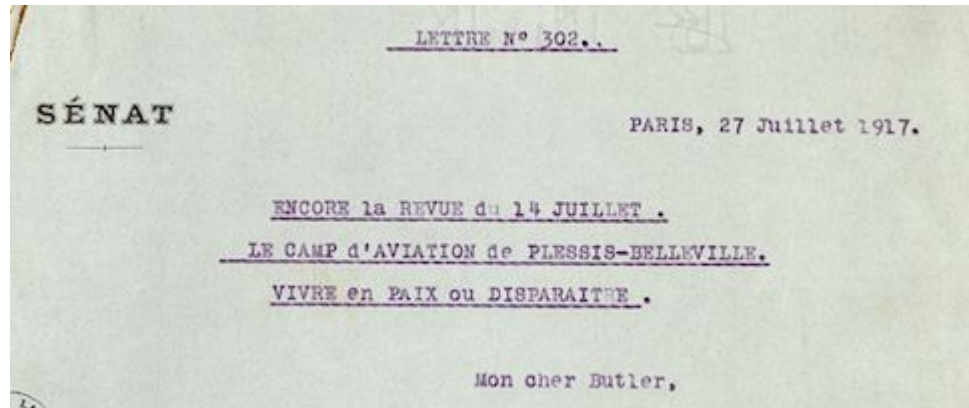 LETTRE Nº 302..
SÉNAT
PARIS, 27 Juillet 1917.
ENCORE la REVUE du 14 JUILLET .
LE CAMP d'AVIATION de PLESSIS-BELLEVILLE.
VIVRE en PAIX ou DISPARAITRE .
Mon cher Butler,